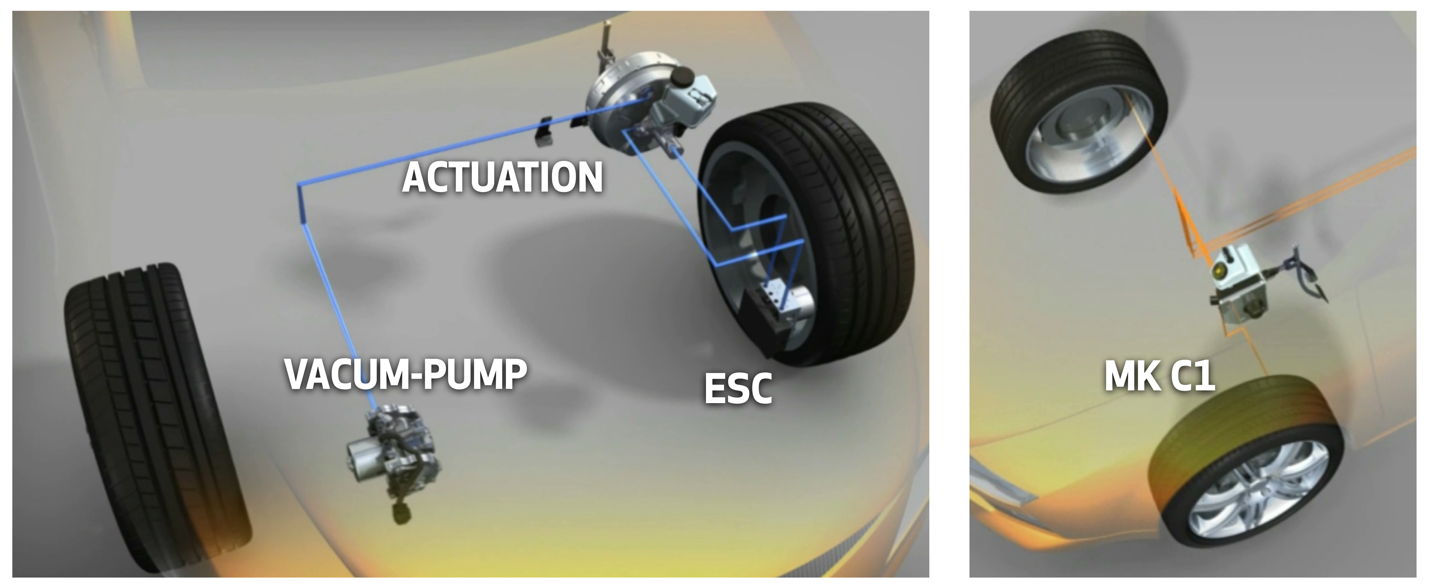 ACTUATION
VACUM-PUMP
ESC
MK C1